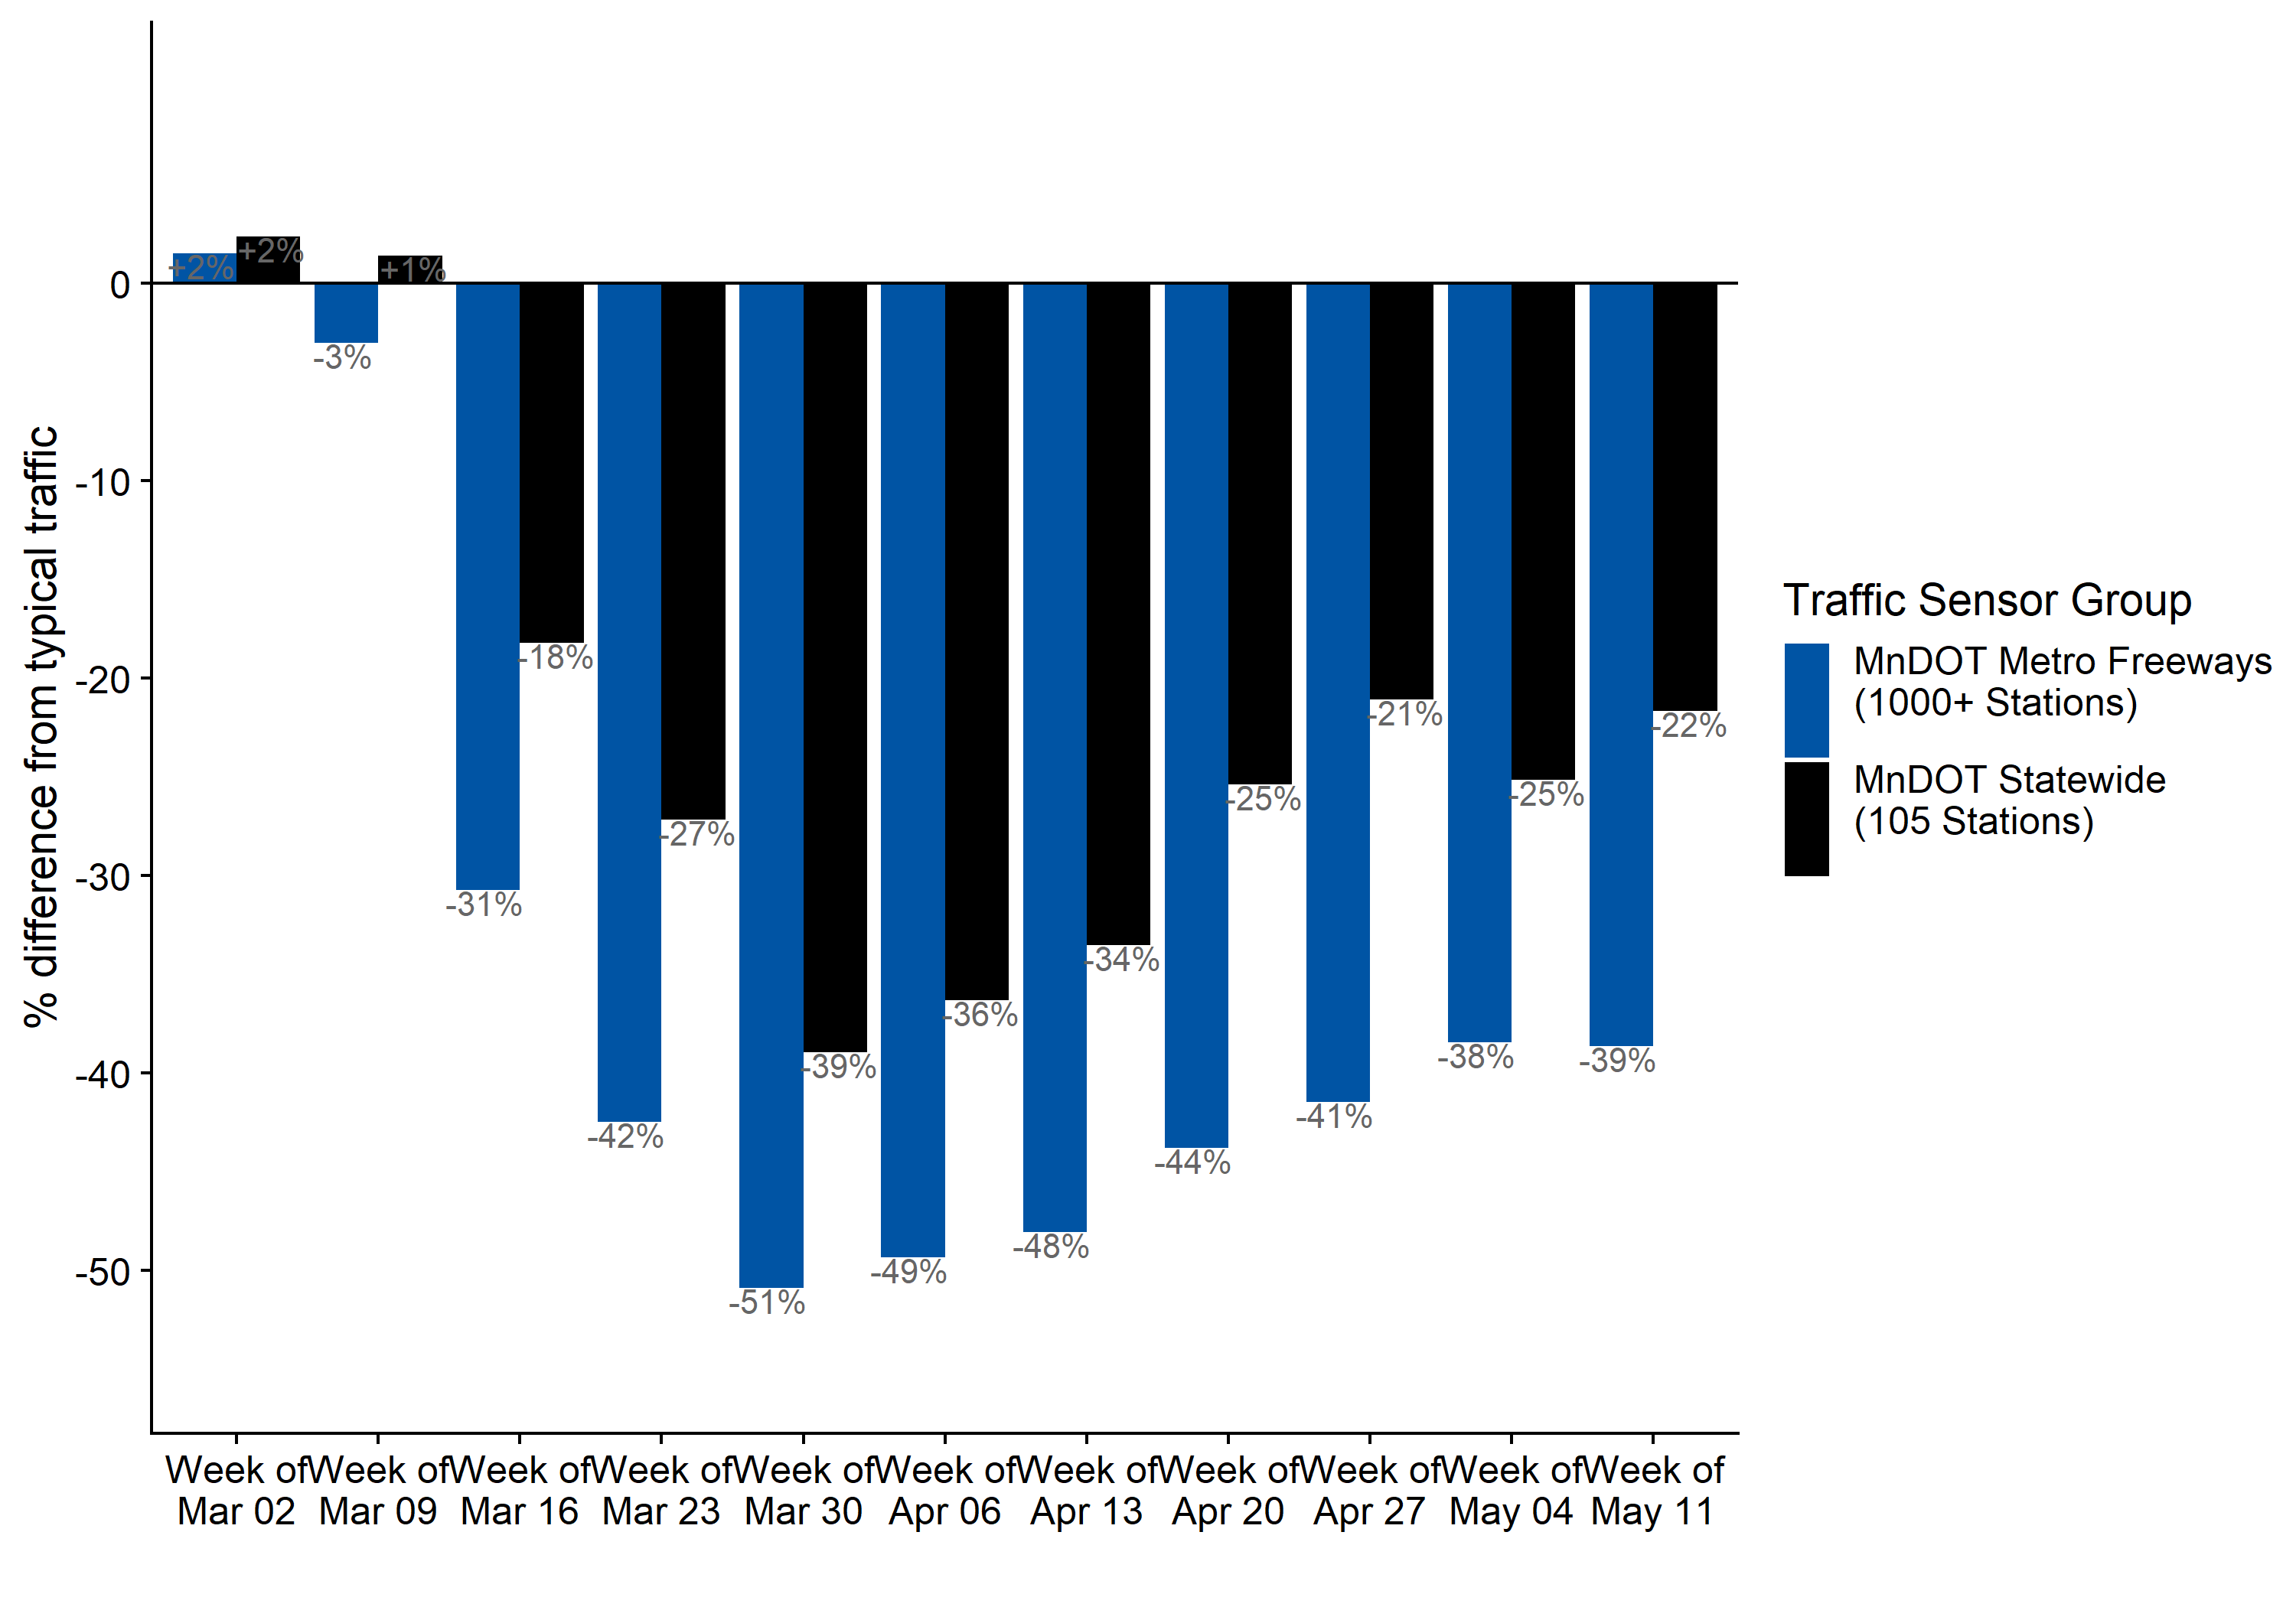 % difference from typical traffic
0
-10
-20
-30
-40
-50
+2%
+2%
-3%
+1%
-31%
-18%
-42%
-27%
-51%
-39%
-49%
-36%
-48%
-34%
-44%
-25%
-41%
-21%
-38%
-25%
-39%
-22%
Week of
Mar 02
Week of
Mar 09
Week of
Mar 16
Week of
Mar 23
Week of
Mar 30
Week of
Apr 06
Week of
Apr 13
Week of
Apr 20
Week of
Apr 27
Week of
May 04
Week of
May 11
Traffic Sensor Group
MnDOT Metro Freeways
(1000+ Stations)
MnDOT Statewide
(105 Stations)